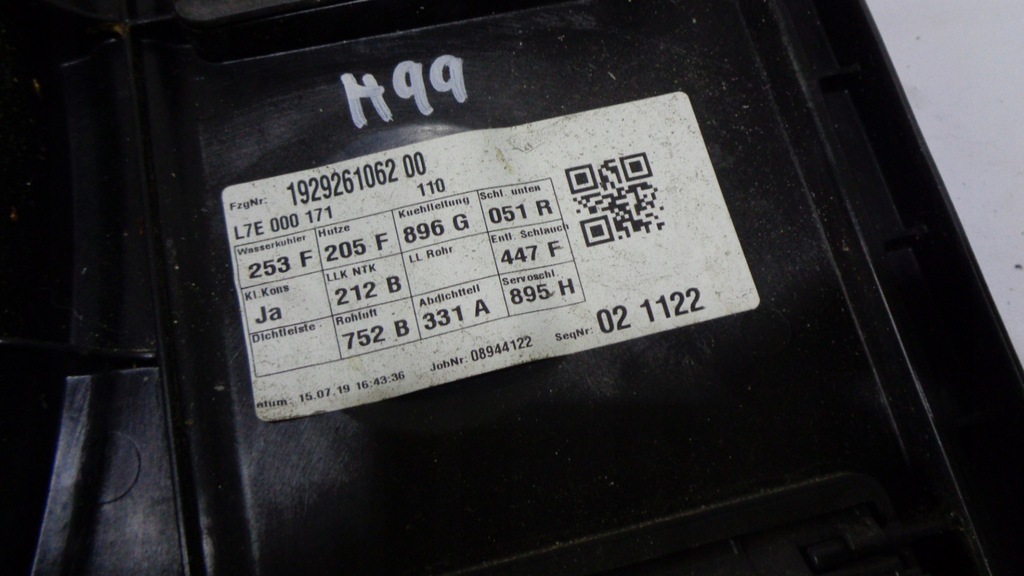 H99
FzgNr: 1929261062 00
L7E 000 171 110
Wasserkuhler Hutze Kuehlleitung Schl. unten
253 F 205 F 896 G 051 R
Kl.Kons LLK NTK LL Rohr Entl. Schlauch
Ja 212 B 447 F
Dichtleiste Rohluft Abdichtteil Servoschl.
752 B 331 A 895 H
atum: 15.07.19 16:43:36 JobNr: 08944122 SeqNr: 02 1122